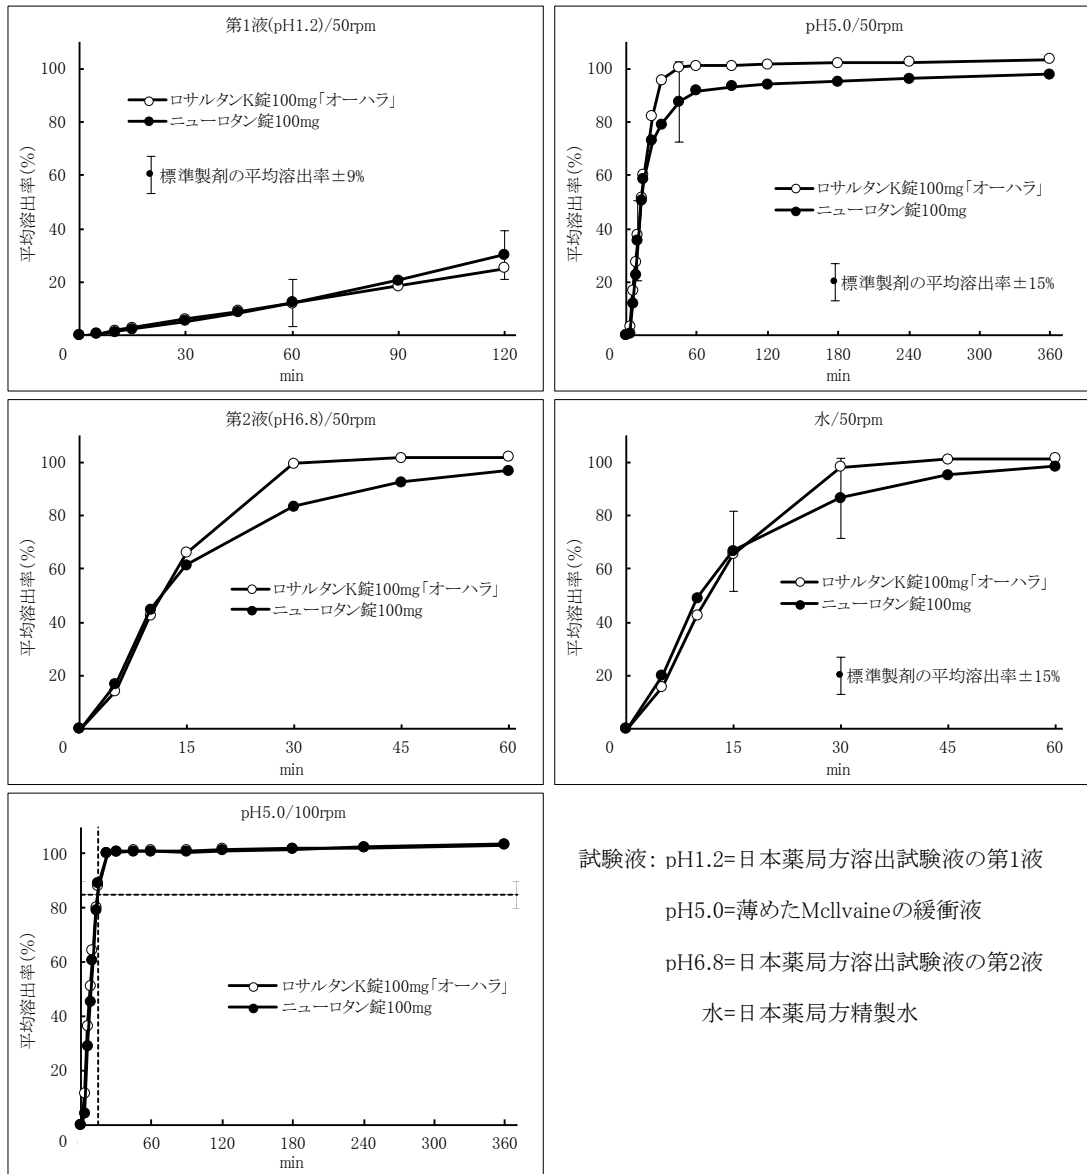 第1液(pH1.2)/50rpm
平均溶出率(%)
100
80
60
40
20
0
30
60
90
120
min
ロサルタンK錠100mg「オーハラ」
ニューロタン錠100mg
標準製剤の平均溶出率±9%
pH5.0/50rpm
平均溶出率(%)
100
80
60
40
20
0
60
120
180
240
300
360
min
ロサルタンK錠100mg「オーハラ」
ニューロタン錠100mg
標準製剤の平均溶出率±15%
第2液(pH6.8)/50rpm
平均溶出率(%)
100
80
60
40
20
0
15
30
45
60
min
ロサルタンK錠100mg「オーハラ」
ニューロタン錠100mg
水/50rpm
平均溶出率(%)
100
80
60
40
20
0
15
30
45
60
min
ロサルタンK錠100mg「オーハラ」
ニューロタン錠100mg
標準製剤の平均溶出率±15%
pH5.0/100rpm
平均溶出率(%)
100
80
60
40
20
0
60
120
180
240
300
360
min
ロサルタンK錠100mg「オーハラ」
ニューロタン錠100mg
試験液: pH1.2=日本薬局方溶出試験液の第1液
pH5.0=薄めたMcIlvaineの緩衝液
pH6.8=日本薬局方溶出試験液の第2液
水=日本薬局方精製水